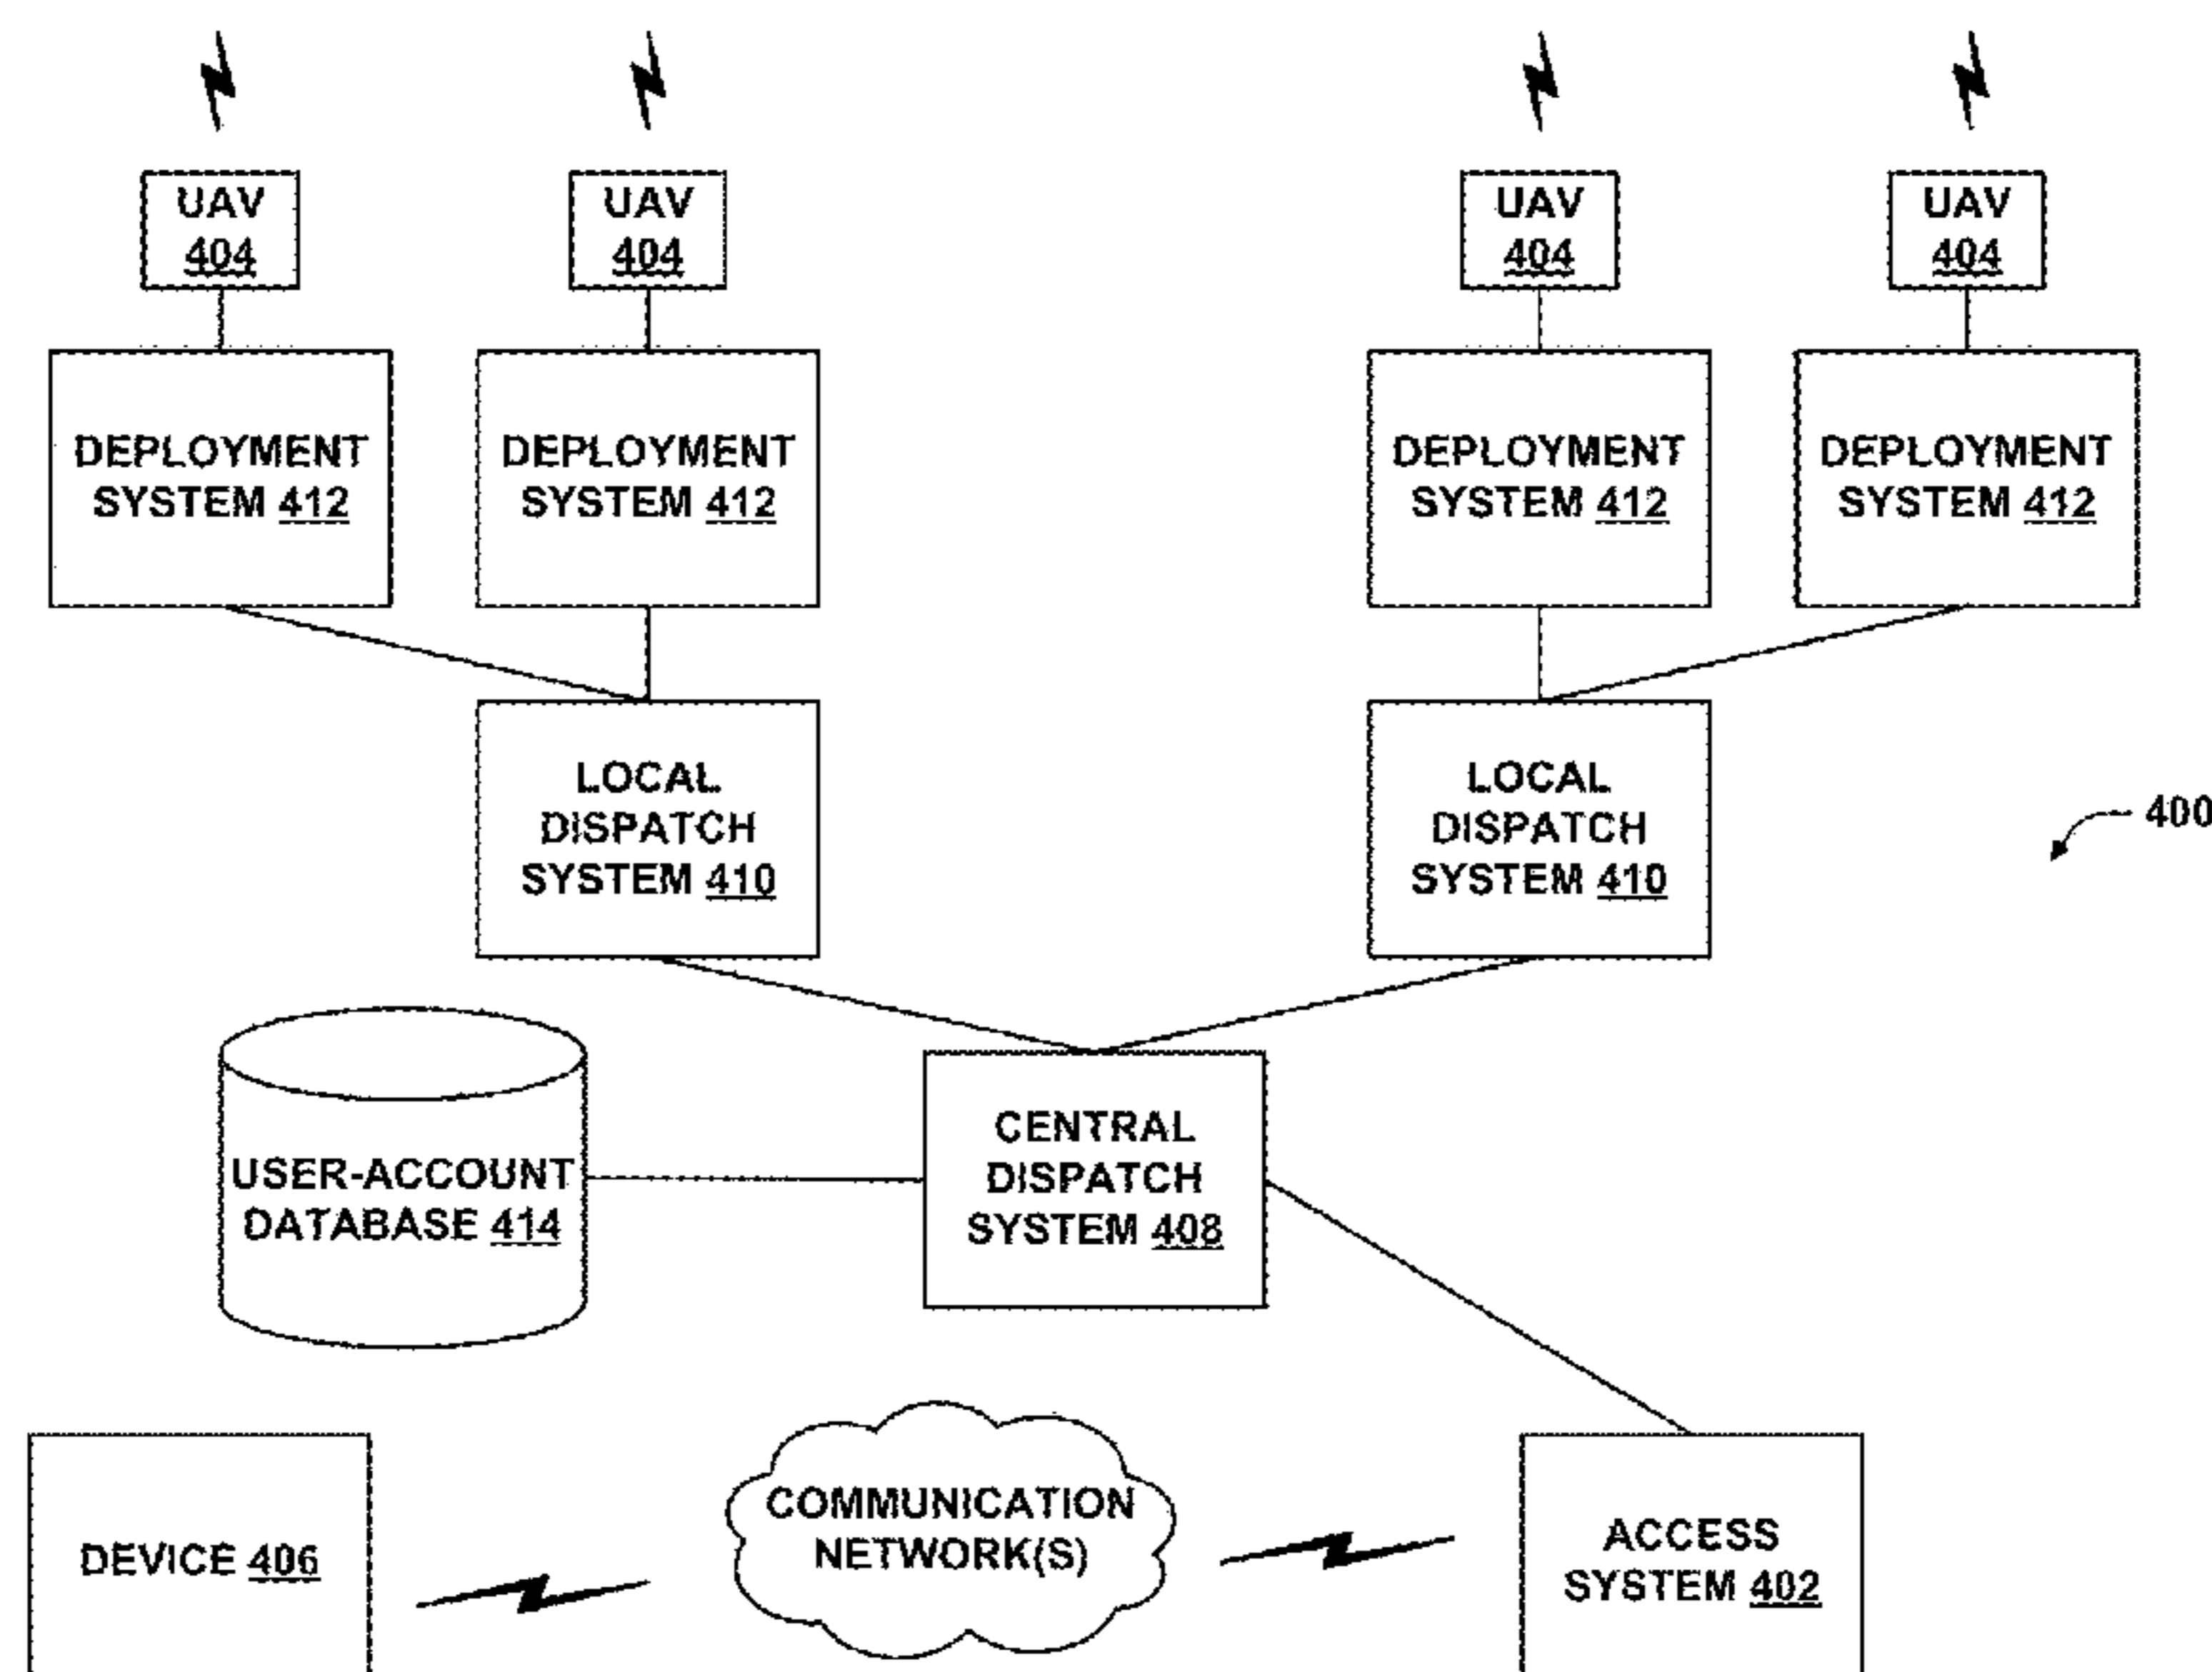 UAV
404
UAV
404
UAV
404
UAV
404
DEPLOYMENT
SYSTEM 412
DEPLOYMENT
SYSTEM 412
DEPLOYMENT
SYSTEM 412
DEPLOYMENT
SYSTEM 412
LOCAL
DISPATCH
SYSTEM 410
LOCAL
DISPATCH
SYSTEM 410
400
USER-ACCOUNT
DATABASE 414
CENTRAL
DISPATCH
SYSTEM 408
DEVICE 406
COMMUNICATION
NETWORK(S)
ACCESS
SYSTEM 402